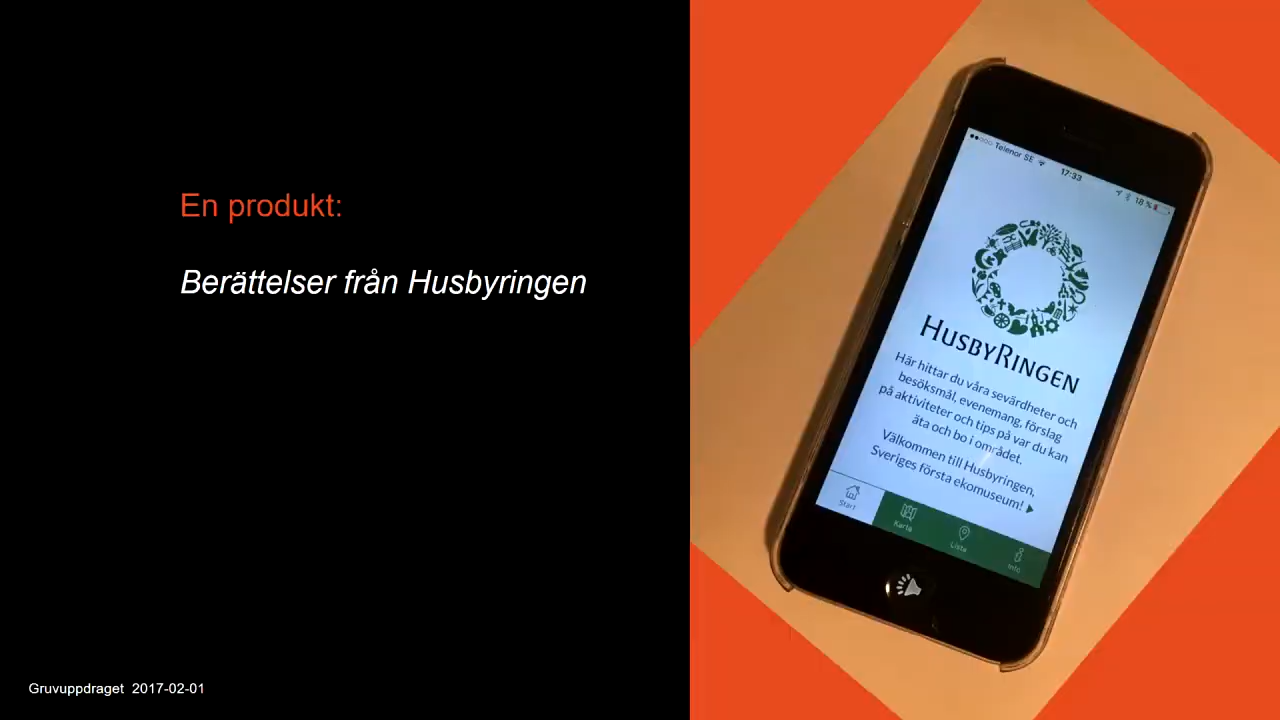 En produkt:
Berättelser från Husbyringen
Gruvuppdraget 2017-02-01
Telenor SE
17:33
18 %
HUSBYRINGEN
Här hittar du våra sevärdheter och
besöksmål, evenemang, förslag
på aktiviteter och tips på var du kan
äta och bo i området.
Välkommen till Husbyringen,
Sveriges första ekomuseum!
Start
Karta
Lista
Info